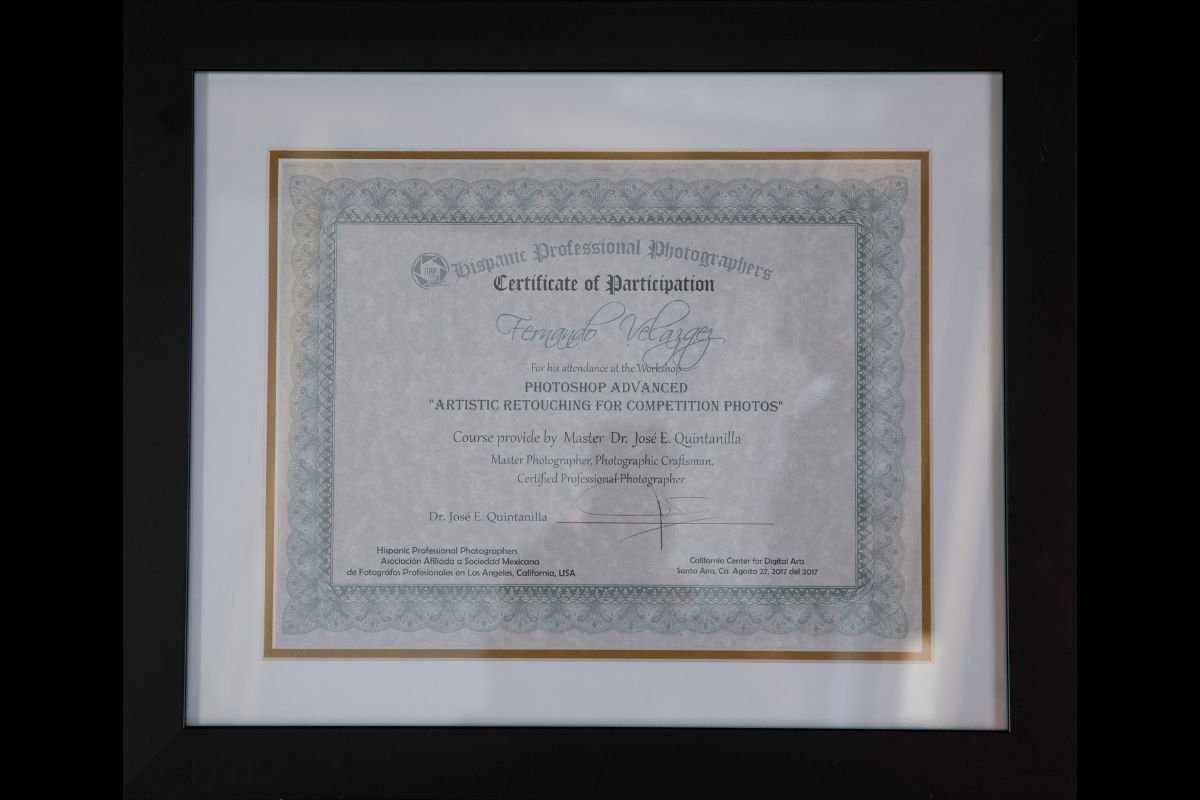 HPP
Hispanic Professional Photographers
Certificate of Participation
Fernando Velazqez
For his attendance at the Workshop
PHOTOSHOP ADVANCED
"ARTISTIC RETOUCHING FOR COMPETITION PHOTOS"
Course provide by Master Dr. José E. Quintanilla
Master Photographer, Photographic Craftsman,
Certified Professional Photographer
Dr. José E. Quintanilla
Hispanic Professional Photographers
Asociación Afiliada a Sociedad Mexicana
de Fotográfos Profesionales en Los Angeles, California, USA
California Center for Digital Arts
Santa Ana, Ca Agosto 27, 2017 del 2017